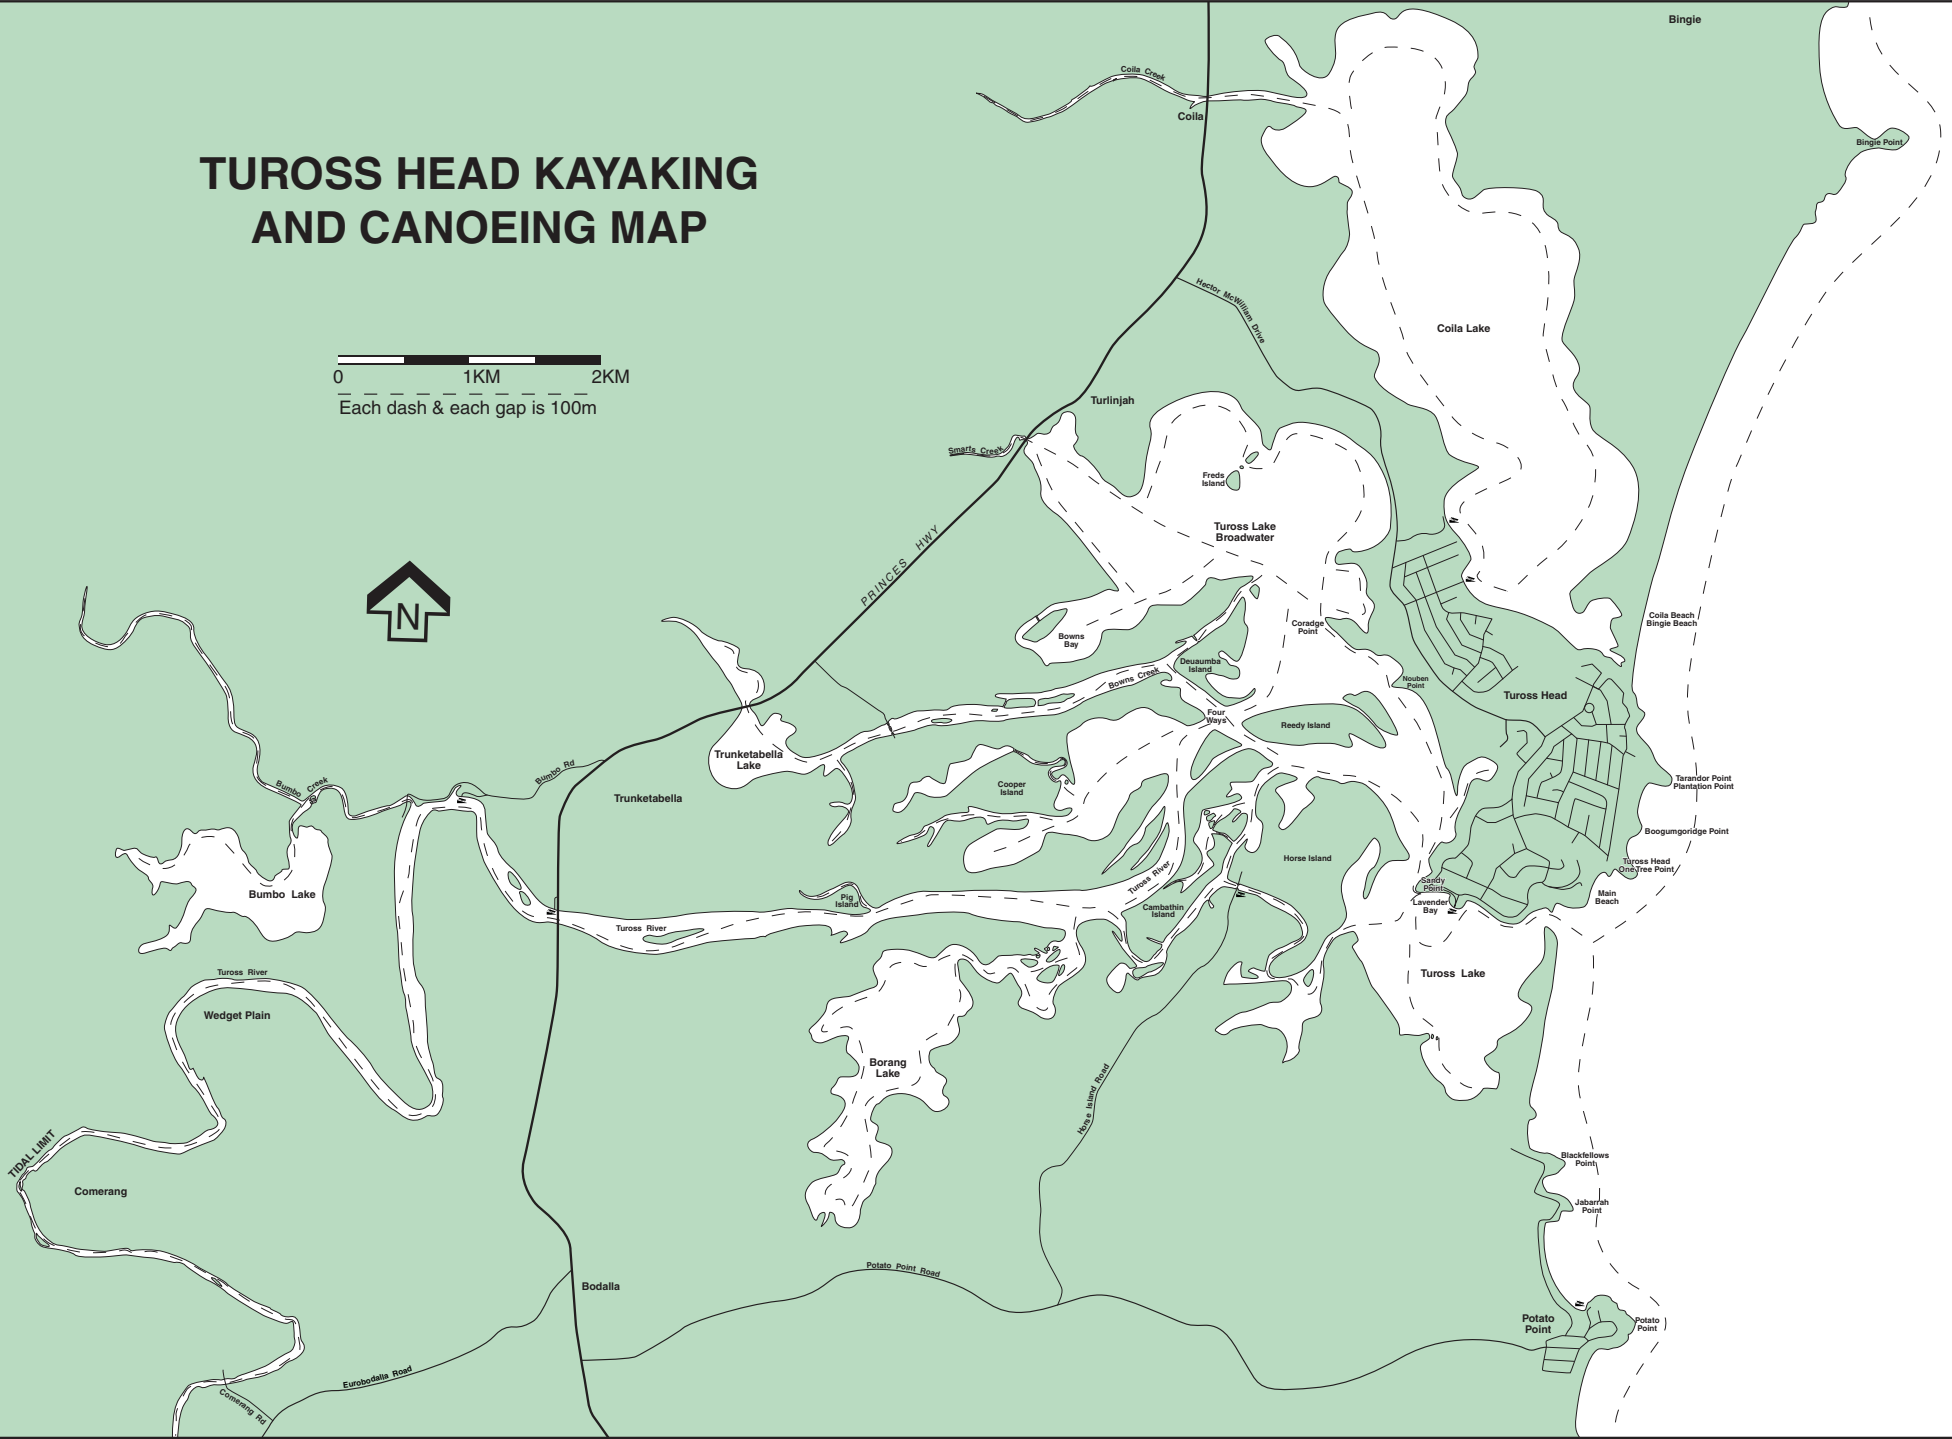 Bingie
Coila Creek
Coila
Bingie Point
TUROSS HEAD KAYAKING
AND CANOEING MAP
Hector McWilliam Drive
Coila Lake
0 1KM 2KM
Each dash & each gap is 100m
Turlinjah
Smarts Creek
Freds
Island
Tuross Lake
Broadwater
PRINCES HWY
N
Coila Beach
Bingie Beach
Coradge
Point
Bowns
Bay
Deuaumba
Island
Bowns Creek
Nouben
Point
Tuross Head
Four
Ways
Reedy Island
Trunketabella
Lake
Bumbo Rd
Bumbo Creek
Trunketabella
Cooper
Island
Tarandor Point
Plantation Point
Boogumgoridge Point
Horse Island
Tuross Head
One Tree Point
Tuross River
Sandy
Point
Bumbo Lake
Pig
Island
Main
Beach
Lavender
Bay
Cambathin
Island
Tuross River
Tuross River
Tuross Lake
Wedget Plain
Borang
Lake
Horse Island Road
TIDAL LIMIT
Blackfellows
Point
Comerang
Jabarrah
Point
Potato Point Road
Bodalla
Potato
Point
Potato
Point
Eurobodalla Road
Comerang Rd